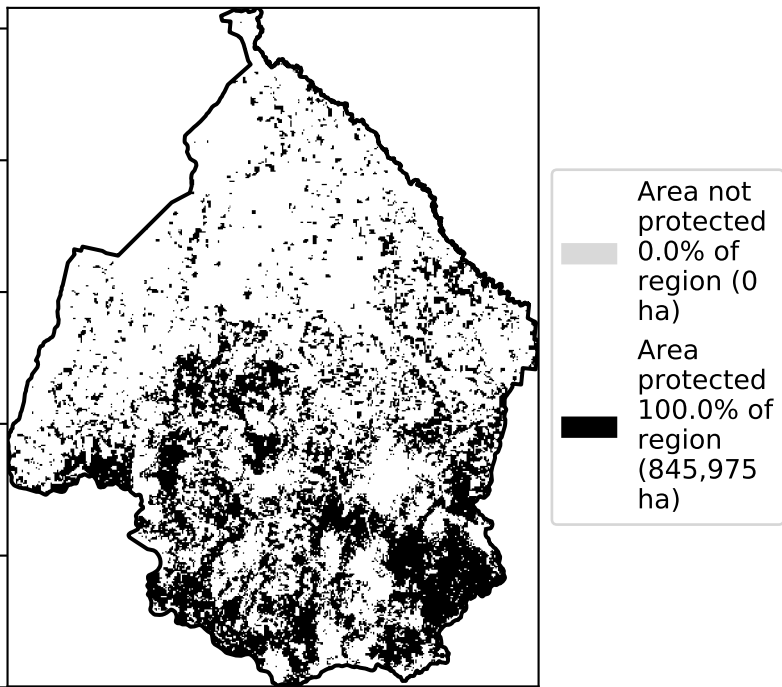 Area not
protected
0.0% of
region (0
ha)
Area
protected
100.0% of
region
(845,975
ha)